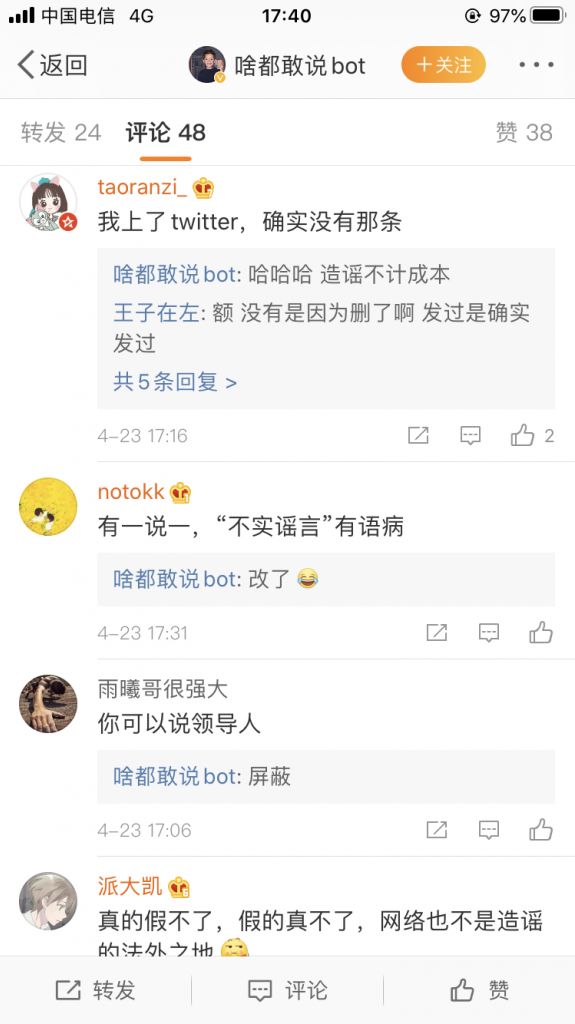 中国电信 4G 17:40 97%
返回 啥都敢说bot +关注
转发 24 评论 48 赞 38
taoranzi_
我上了twitter，确实没有那条
啥都敢说bot: 哈哈哈 造谣不计成本
王子在左: 额 没有是因为删了啊 发过是确实
发过
共5条回复 >
4-23 17:16 2
notokk
有一说一，“不实谣言”有语病
啥都敢说bot: 改了
4-23 17:31
雨曦哥很强大
你可以说领导人
啥都敢说bot: 屏蔽
4-23 17:06
派大凯
真的假不了，假的真不了，网络也不是造谣
的法外之地
转发 评论 赞